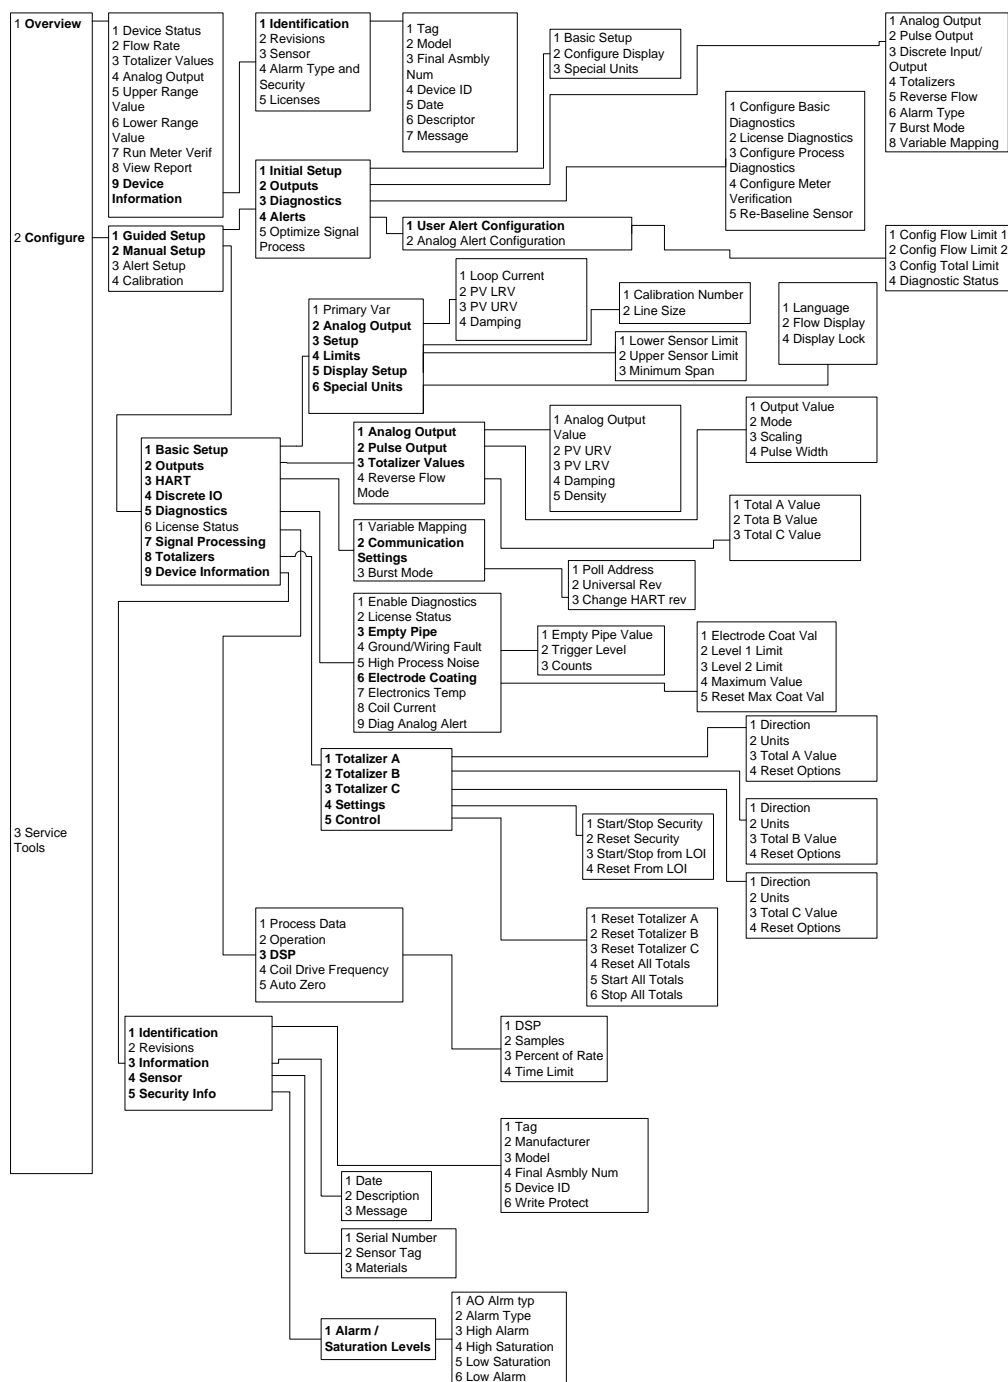 1 Overview
1 Device Status
2 Flow Rate
3 Totalizer Values
4 Analog Output
5 Upper Range
Value
6 Lower Range
Value
7 Run Meter Verif
8 View Report
9 Device
Information
1 Identification
2 Revisions
3 Sensor
4 Alarm Type and
Security
5 Licenses
1 Tag
2 Model
3 Final Asmbly
Num
4 Device ID
5 Date
6 Descriptor
7 Message
1 Basic Setup
2 Configure Display
3 Special Units
1 Analog Output
2 Pulse Output
3 Discrete Input/
Output
4 Totalizers
5 Reverse Flow
6 Alarm Type
7 Burst Mode
8 Variable Mapping
1 Configure Basic
Diagnostics
2 License Diagnostics
3 Configure Process
Diagnostics
4 Configure Meter
Verification
5 Re-Baseline Sensor
1 Initial Setup
2 Outputs
3 Diagnostics
4 Alerts
5 Optimize Signal
Process
2 Configure
1 Guided Setup
2 Manual Setup
3 Alert Setup
4 Calibration
1 User Alert Configuration
2 Analog Alert Configuration
1 Config Flow Limit 1
2 Config Flow Limit 2
3 Config Total Limit
4 Diagnostic Status
1 Primary Var
2 Analog Output
3 Setup
4 Limits
5 Display Setup
6 Special Units
1 Loop Current
2 PV LRV
3 PV URV
4 Damping
1 Calibration Number
2 Line Size
1 Lower Sensor Limit
2 Upper Sensor Limit
3 Minimum Span
1 Language
2 Flow Display
4 Display Lock
1 Basic Setup
2 Outputs
3 HART
4 Discrete IO
5 Diagnostics
6 License Status
7 Signal Processing
8 Totalizers
9 Device Information
1 Analog Output
2 Pulse Output
3 Totalizer Values
4 Reverse Flow
Mode
1 Analog Output
Value
2 PV URV
3 PV LRV
4 Damping
5 Density
1 Output Value
2 Mode
3 Scaling
4 Pulse Width
1 Total A Value
2 Tota B Value
3 Total C Value
1 Variable Mapping
2 Communication
Settings
3 Burst Mode
1 Poll Address
2 Universal Rev
3 Change HART rev
1 Enable Diagnostics
2 License Status
3 Empty Pipe
4 Ground/Wiring Fault
5 High Process Noise
6 Electrode Coating
7 Electronics Temp
8 Coil Current
9 Diag Analog Alert
1 Empty Pipe Value
2 Trigger Level
3 Counts
1 Electrode Coat Val
2 Level 1 Limit
3 Level 2 Limit
4 Maximum Value
5 Reset Max Coat Val
1 Totalizer A
2 Totalizer B
3 Totalizer C
4 Settings
5 Control
1 Direction
2 Units
3 Total A Value
4 Reset Options
1 Direction
2 Units
3 Total B Value
4 Reset Options
1 Direction
2 Units
3 Total C Value
4 Reset Options
3 Service
Tools
1 Start/Stop Security
2 Reset Security
3 Start/Stop from LOI
4 Reset From LOI
1 Reset Totalizer A
2 Reset Totalizer B
3 Reset Totalizer C
4 Reset All Totals
5 Start All Totals
6 Stop All Totals
1 Process Data
2 Operation
3 DSP
4 Coil Drive Frequency
5 Auto Zero
1 DSP
2 Samples
3 Percent of Rate
4 Time Limit
1 Identification
2 Revisions
3 Information
4 Sensor
5 Security Info
1 Tag
2 Manufacturer
3 Model
4 Final Asmbly Num
5 Device ID
6 Write Protect
1 Date
2 Description
3 Message
1 Serial Number
2 Sensor Tag
3 Materials
1 Alarm /
Saturation Levels
1 AO Alrm typ
2 Alarm Type
3 High Alarm
4 High Saturation
5 Low Saturation
6 Low Alarm